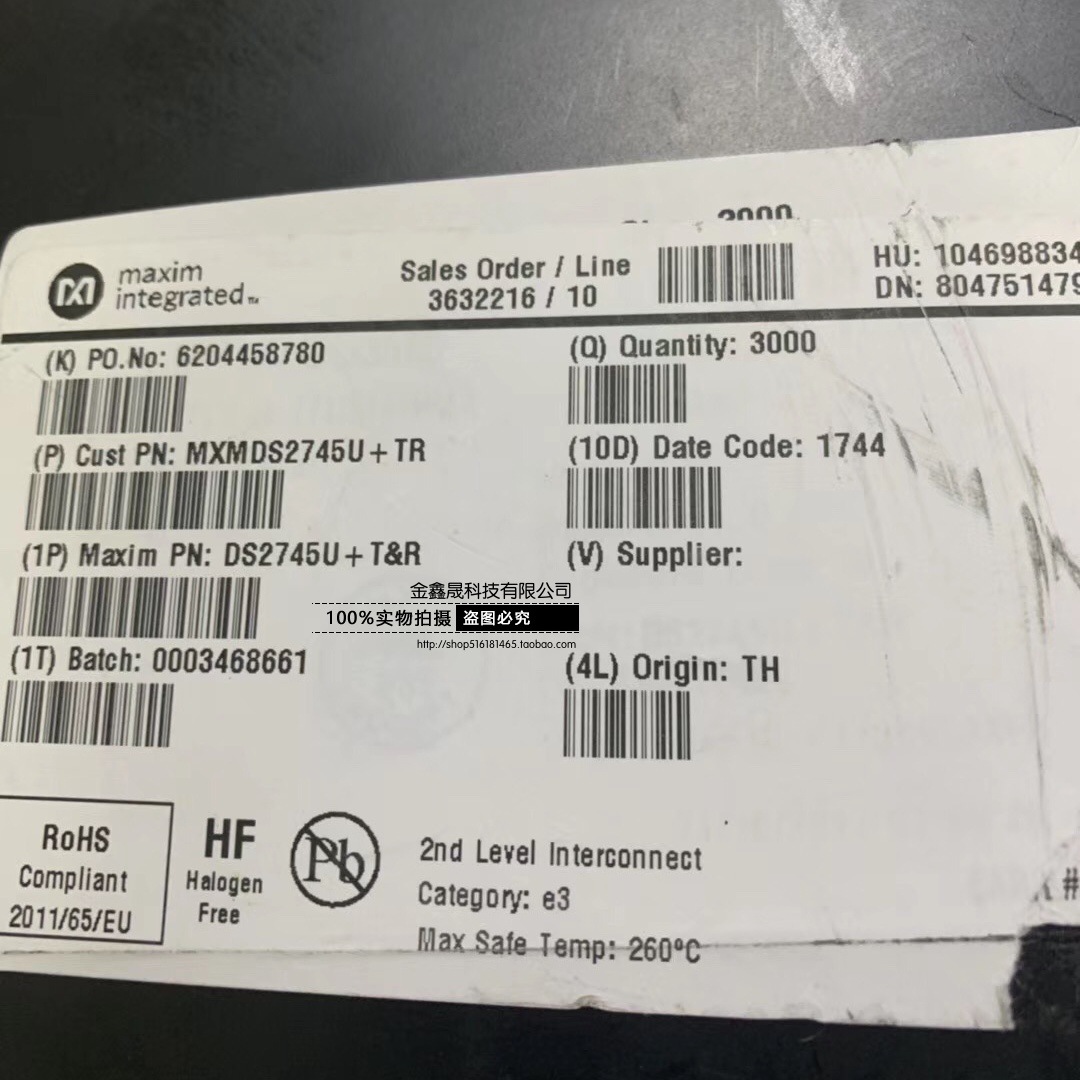 3000
maxim
integrated™
Sales Order / Line
3632216 / 10
HU: 104698834
DN: 804751479
(K) PO.No: 6204458780
(Q) Quantity: 3000
(P) Cust PN: MXMDS2745U+TR
(10D) Date Code: 1744
(1P) Maxim PN: DS2745U+T&R
(V) Supplier:
金鑫晟科技有限公司
100%实物拍摄 盗图必究
http://shop516181465.taobao.com
(1T) Batch: 0003468661
(4L) Origin: TH
RoHS
Compliant
2011/65/EU
HF
Halogen
Free
Pb
2nd Level Interconnect
Category: e3
Max Safe Temp: 260ºC
#